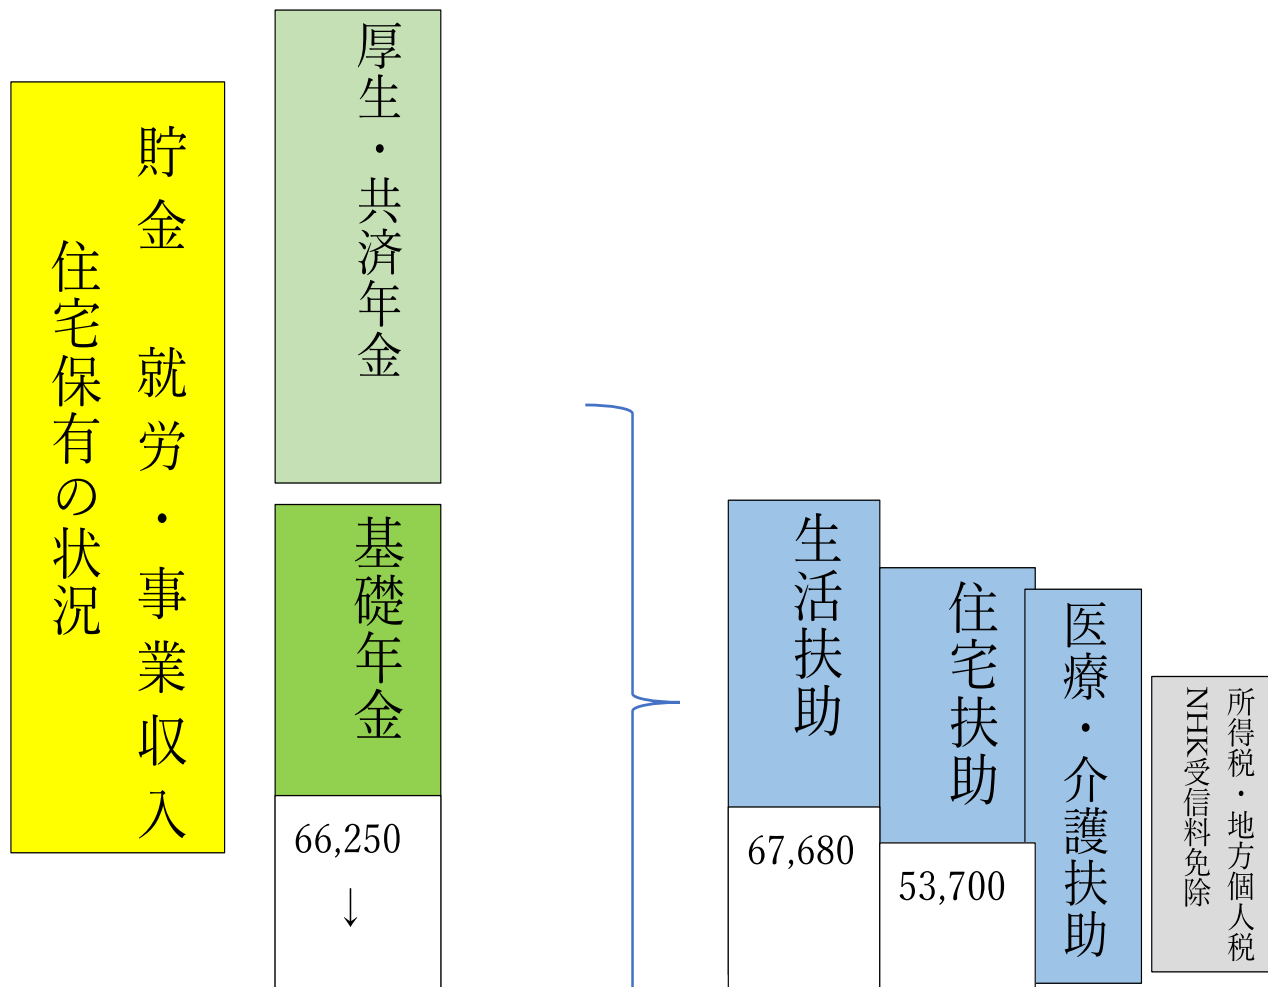 貯金　就労・事業収入
住宅保有の状況
厚生・共済年金
基礎年金
66,250
↓
生活扶助
67,680
住宅扶助
53,700
医療・介護扶助
所得税・地方個人税
NHK受信料免除